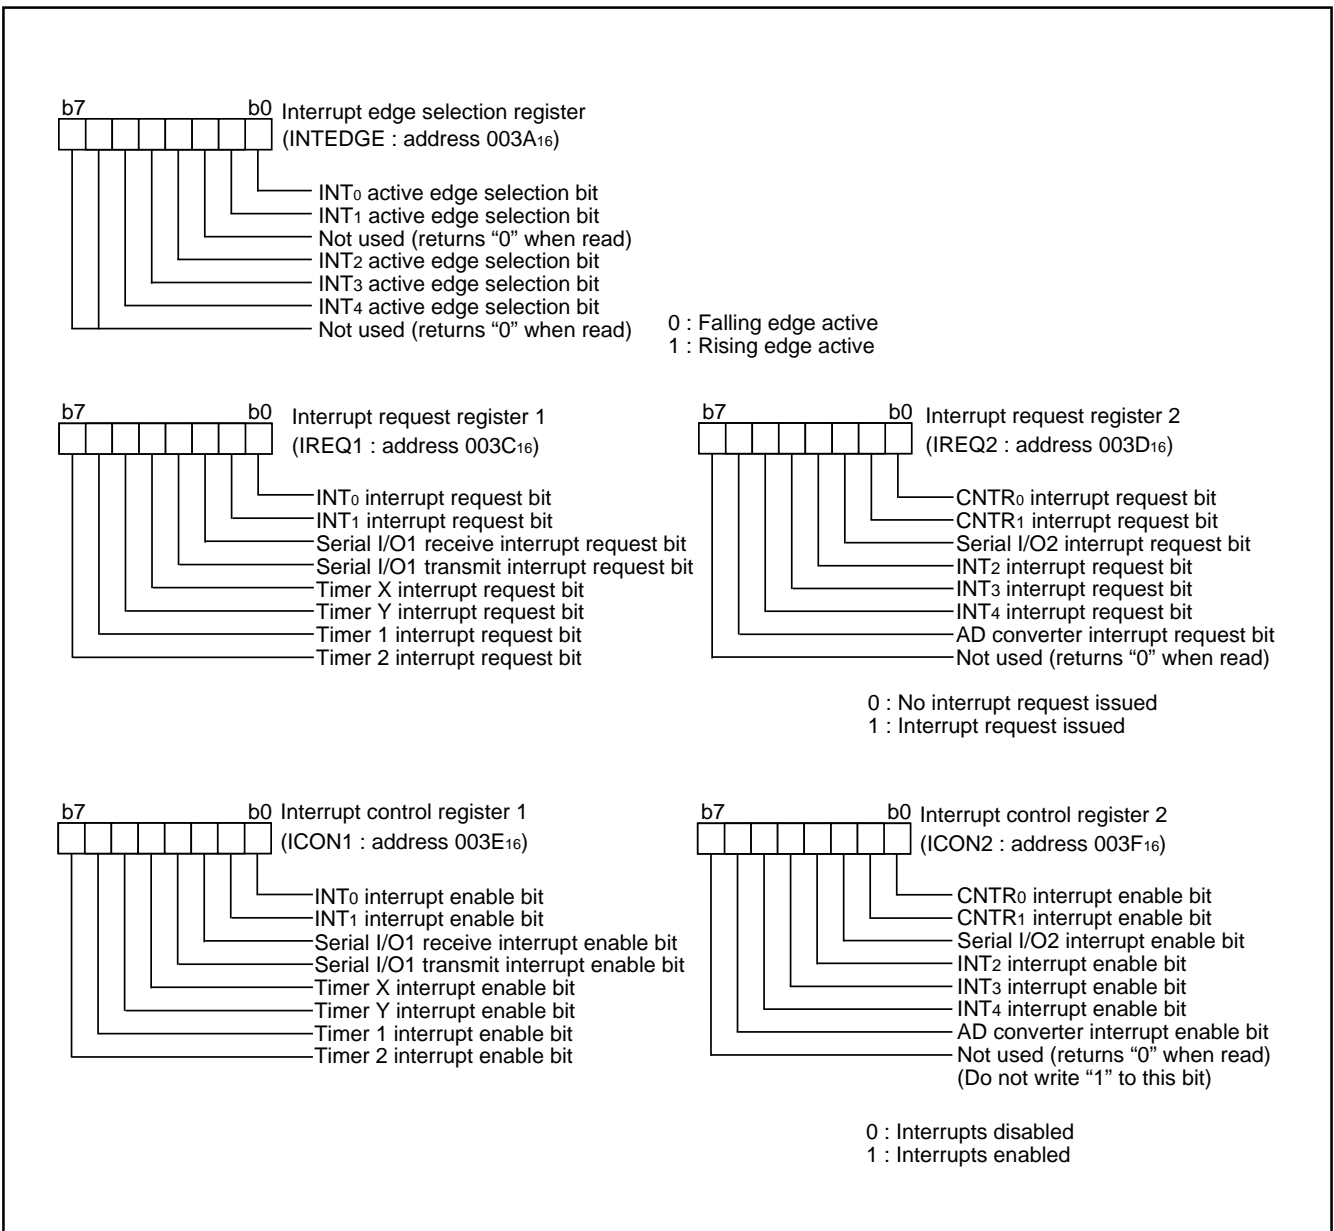 b7 b0 Interrupt edge selection register
(INTEDGE : address 003A16)
INT0 active edge selection bit
INT1 active edge selection bit
Not used (returns “0” when read)
INT2 active edge selection bit
INT3 active edge selection bit
INT4 active edge selection bit
Not used (returns “0” when read)
0 : Falling edge active
1 : Rising edge active
b7 b0 Interrupt request register 1
(IREQ1 : address 003C16)
INT0 interrupt request bit
INT1 interrupt request bit
Serial I/O1 receive interrupt request bit
Serial I/O1 transmit interrupt request bit
Timer X interrupt request bit
Timer Y interrupt request bit
Timer 1 interrupt request bit
Timer 2 interrupt request bit
b7 b0 Interrupt request register 2
(IREQ2 : address 003D16)
CNTR0 interrupt request bit
CNTR1 interrupt request bit
Serial I/O2 interrupt request bit
INT2 interrupt request bit
INT3 interrupt request bit
INT4 interrupt request bit
AD converter interrupt request bit
Not used (returns “0” when read)
0 : No interrupt request issued
1 : Interrupt request issued
b7 b0 Interrupt control register 1
(ICON1 : address 003E16)
INT0 interrupt enable bit
INT1 interrupt enable bit
Serial I/O1 receive interrupt enable bit
Serial I/O1 transmit interrupt enable bit
Timer X interrupt enable bit
Timer Y interrupt enable bit
Timer 1 interrupt enable bit
Timer 2 interrupt enable bit
b7 b0 Interrupt control register 2
(ICON2 : address 003F16)
CNTR0 interrupt enable bit
CNTR1 interrupt enable bit
Serial I/O2 interrupt enable bit
INT2 interrupt enable bit
INT3 interrupt enable bit
INT4 interrupt enable bit
AD converter interrupt enable bit
Not used (returns “0” when read)
(Do not write “1” to this bit)
0 : Interrupts disabled
1 : Interrupts enabled